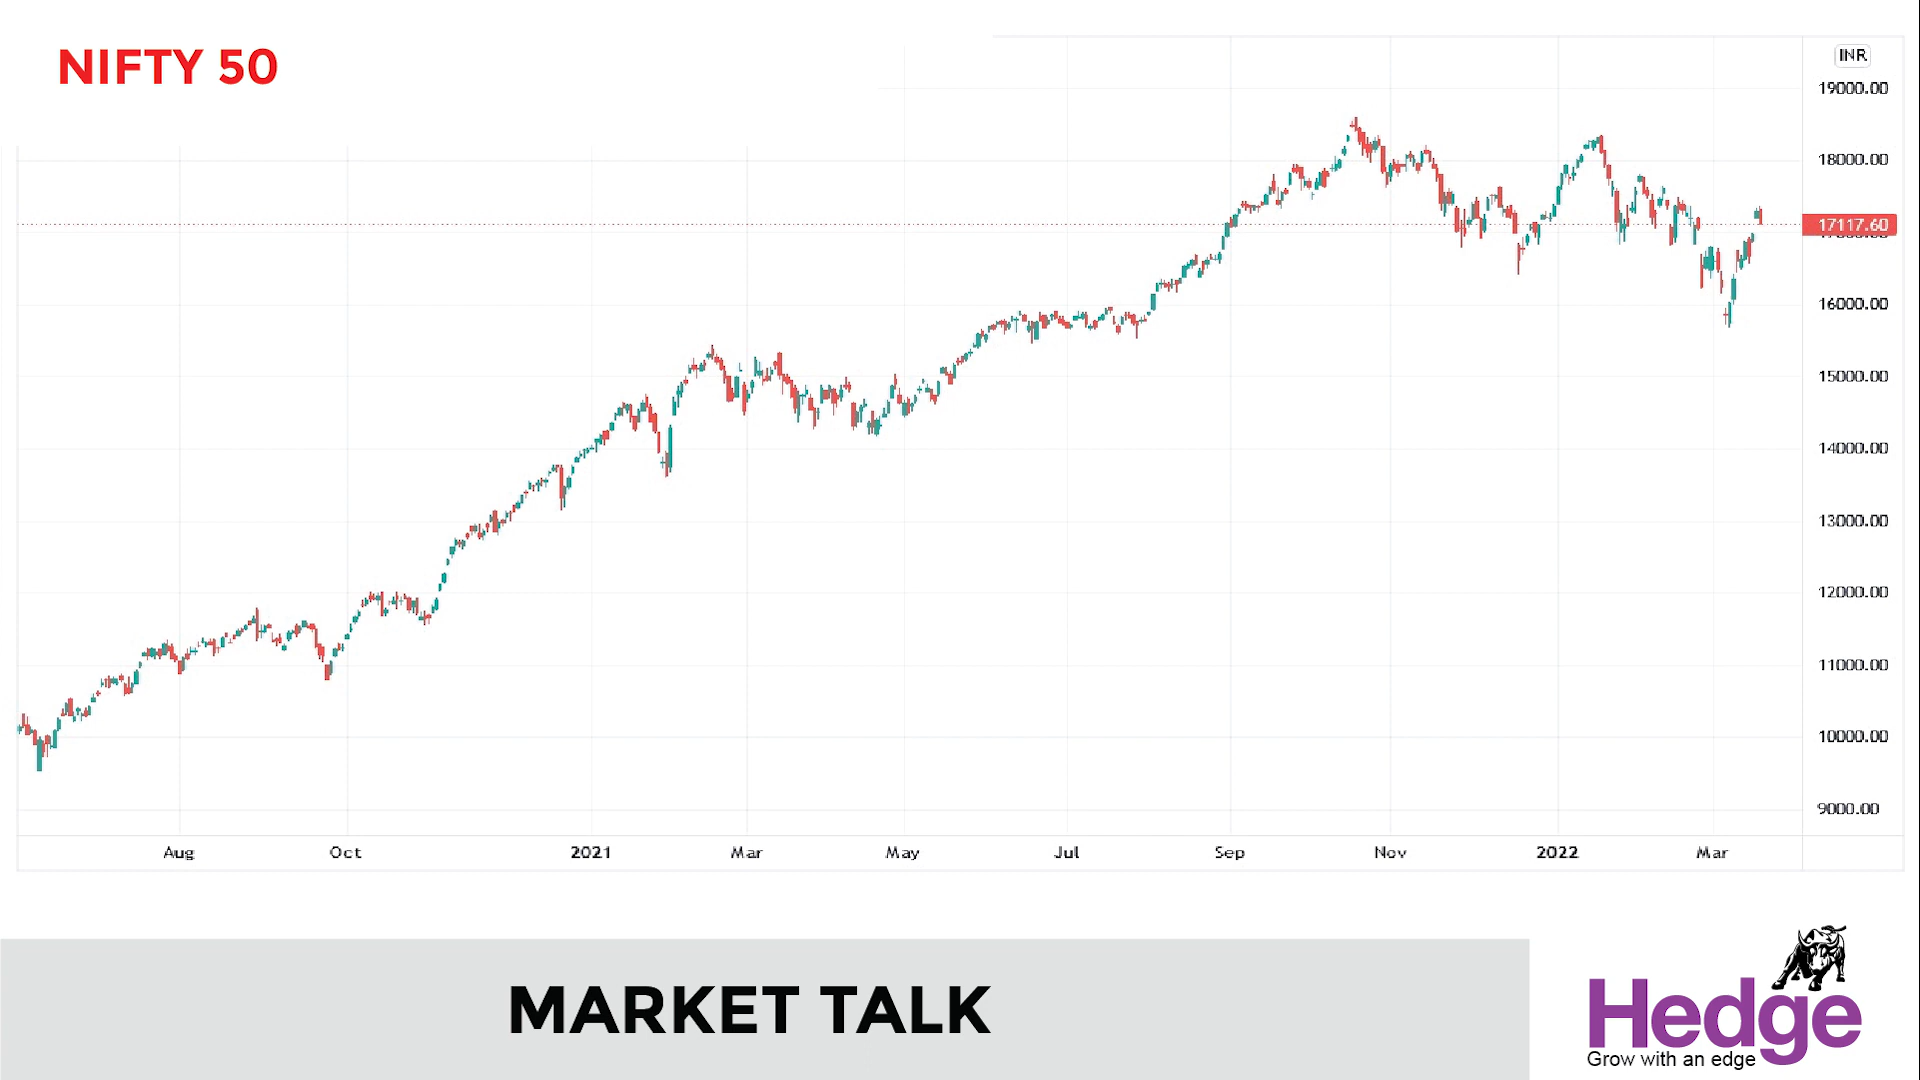 NIFTY 50
INR
19000.00
18000.00
17117.60
16000.00
15000.00
14000.00
13000.00
12000.00
11000.00
10000.00
9000.00
Aug Oct 2021 Mar May Jul Sep Nov 2022 Mar
MARKET TALK
Hedge
Grow with an edge